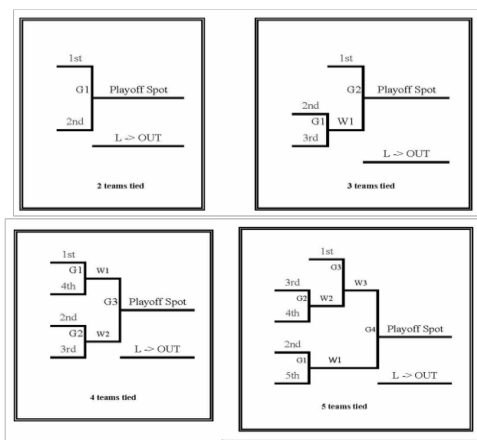 1st
G1 Playoff Spot
2nd
L -> OUT
2 teams tied
1st
G2 Playoff Spot
2nd
G1 W1
3rd
L -> OUT
3 teams tied
1st
G1 W1
4th
G3 Playoff Spot
2nd
G2 W2
3rd
L -> OUT
4 teams tied
1st
G3
W3
3rd
G2 W2
4th
G4 Playoff Spot
2nd
G1 W1
5th
L -> OUT
5 teams tied